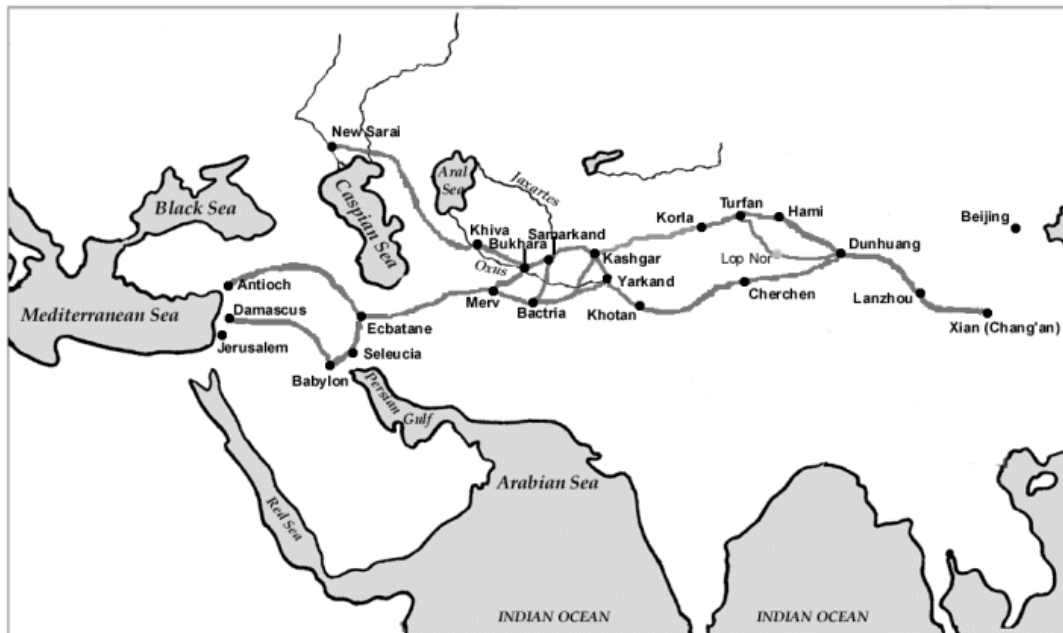 New Sarai
Black Sea
Caspian Sea
Aral
Sea
Jaxartes
Khiva
Bukhara
Samarkand
Oxus
Korla
Turfan
Hami
Beijing
Kashgar
Lop Nor
Dunhuang
Yarkand
Antioch
Merv
Bactria
Khotan
Cherchen
Lanzhou
Mediterranean Sea
Damascus
Ecbatane
Xian (Chang'an)
Jerusalem
Seleucia
Babylon
Persian
Gulf
Arabian Sea
Red Sea
INDIAN OCEAN
INDIAN OCEAN